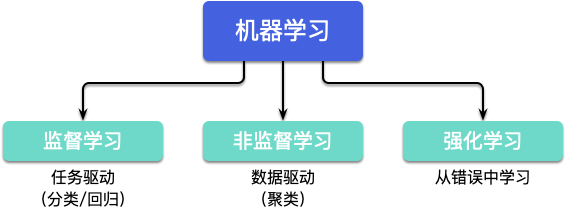 机器学习
监督学习
非监督学习
强化学习
任务驱动
(分类/回归)
数据驱动
(聚类)
从错误中学习